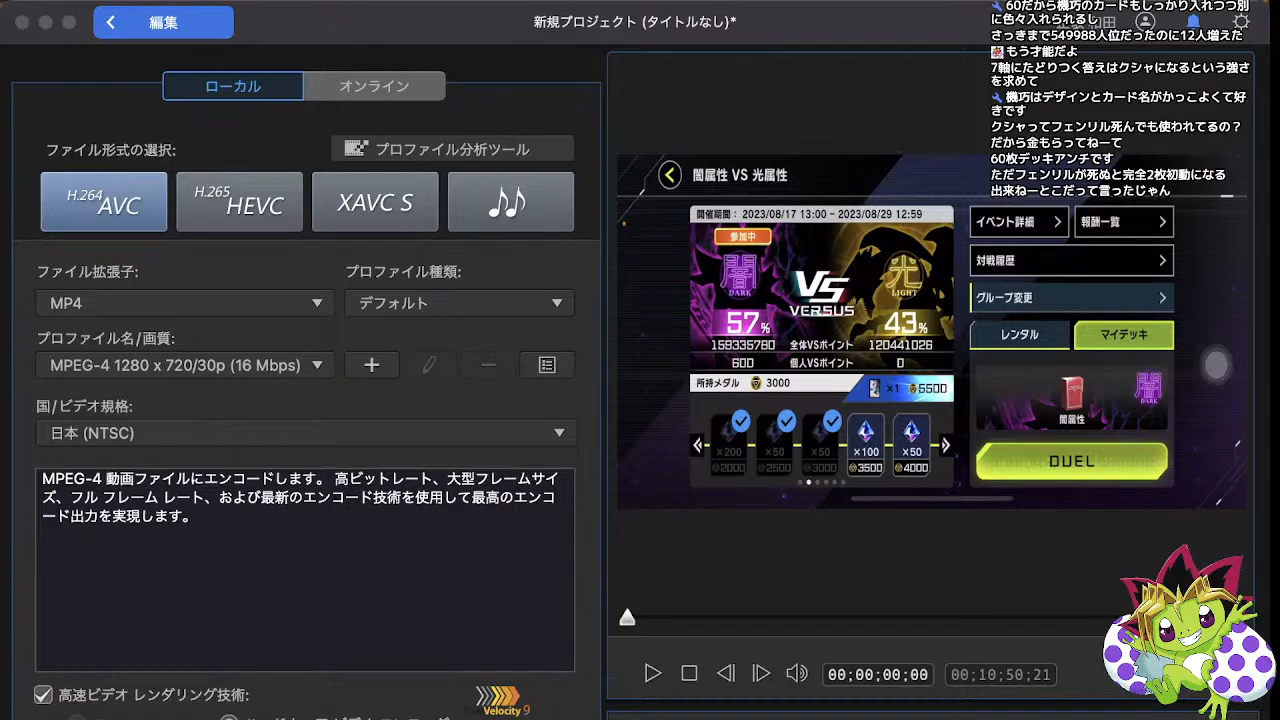 編集
新規プロジェクト (タイトルなし)*
ローカル
オンライン
ファイル形式の選択:
プロファイル分析ツール
H.264 AVC
H.265 HEVC
XAVC S
ファイル拡張子:
プロファイル種類:
MP4
デフォルト
プロファイル名/画質:
MPEG-4 1280 x 720/30p (16 Mbps)
国/ビデオ規格:
日本 (NTSC)
MPEG-4 動画ファイルにエンコードします。 高ビットレート、大型フレームサイ
ズ、フル フレーム レート、および最新のエンコード技術を使用して最高のエンコ
ード出力を実現します。
高速ビデオ レンダリング技術:
Velocity 9
60だから機巧のカードもしっかり入れつつ別
に色々入れられるし
さっきまで549988人位だったのに12人増えた
もう才能だよ
7軸にたどりつく答えはクシャになるという強さ
を求めて
機巧はデザインとカード名がかっこよくて好
きです
クシャってフェンリル死んでも使われてるの?
だから金もらってねーて
60枚デッキアンチです
ただフェンリルが死ぬと完全2枚初動になる
出来ねーとこだって言ったじゃん
闇属性 VS 光属性
開催期間: 2023/08/17 13:00 - 2023/08/29 12:59
参加中
闇
DARK
VS
VERSUS
光
LIGHT
57%
43%
159335780 全体VSポイント 120441026
600 個人VSポイント 0
所持メダル 3000
×1 5500
×200
×50
×50
×100
×50
2000
2500
3000
3500
4000
イベント詳細
報酬一覧
対戦履歴
グループ変更
レンタル
マイデッキ
闇
DARK
闇属性
DUEL
00:00:00:00
00:10:50:21